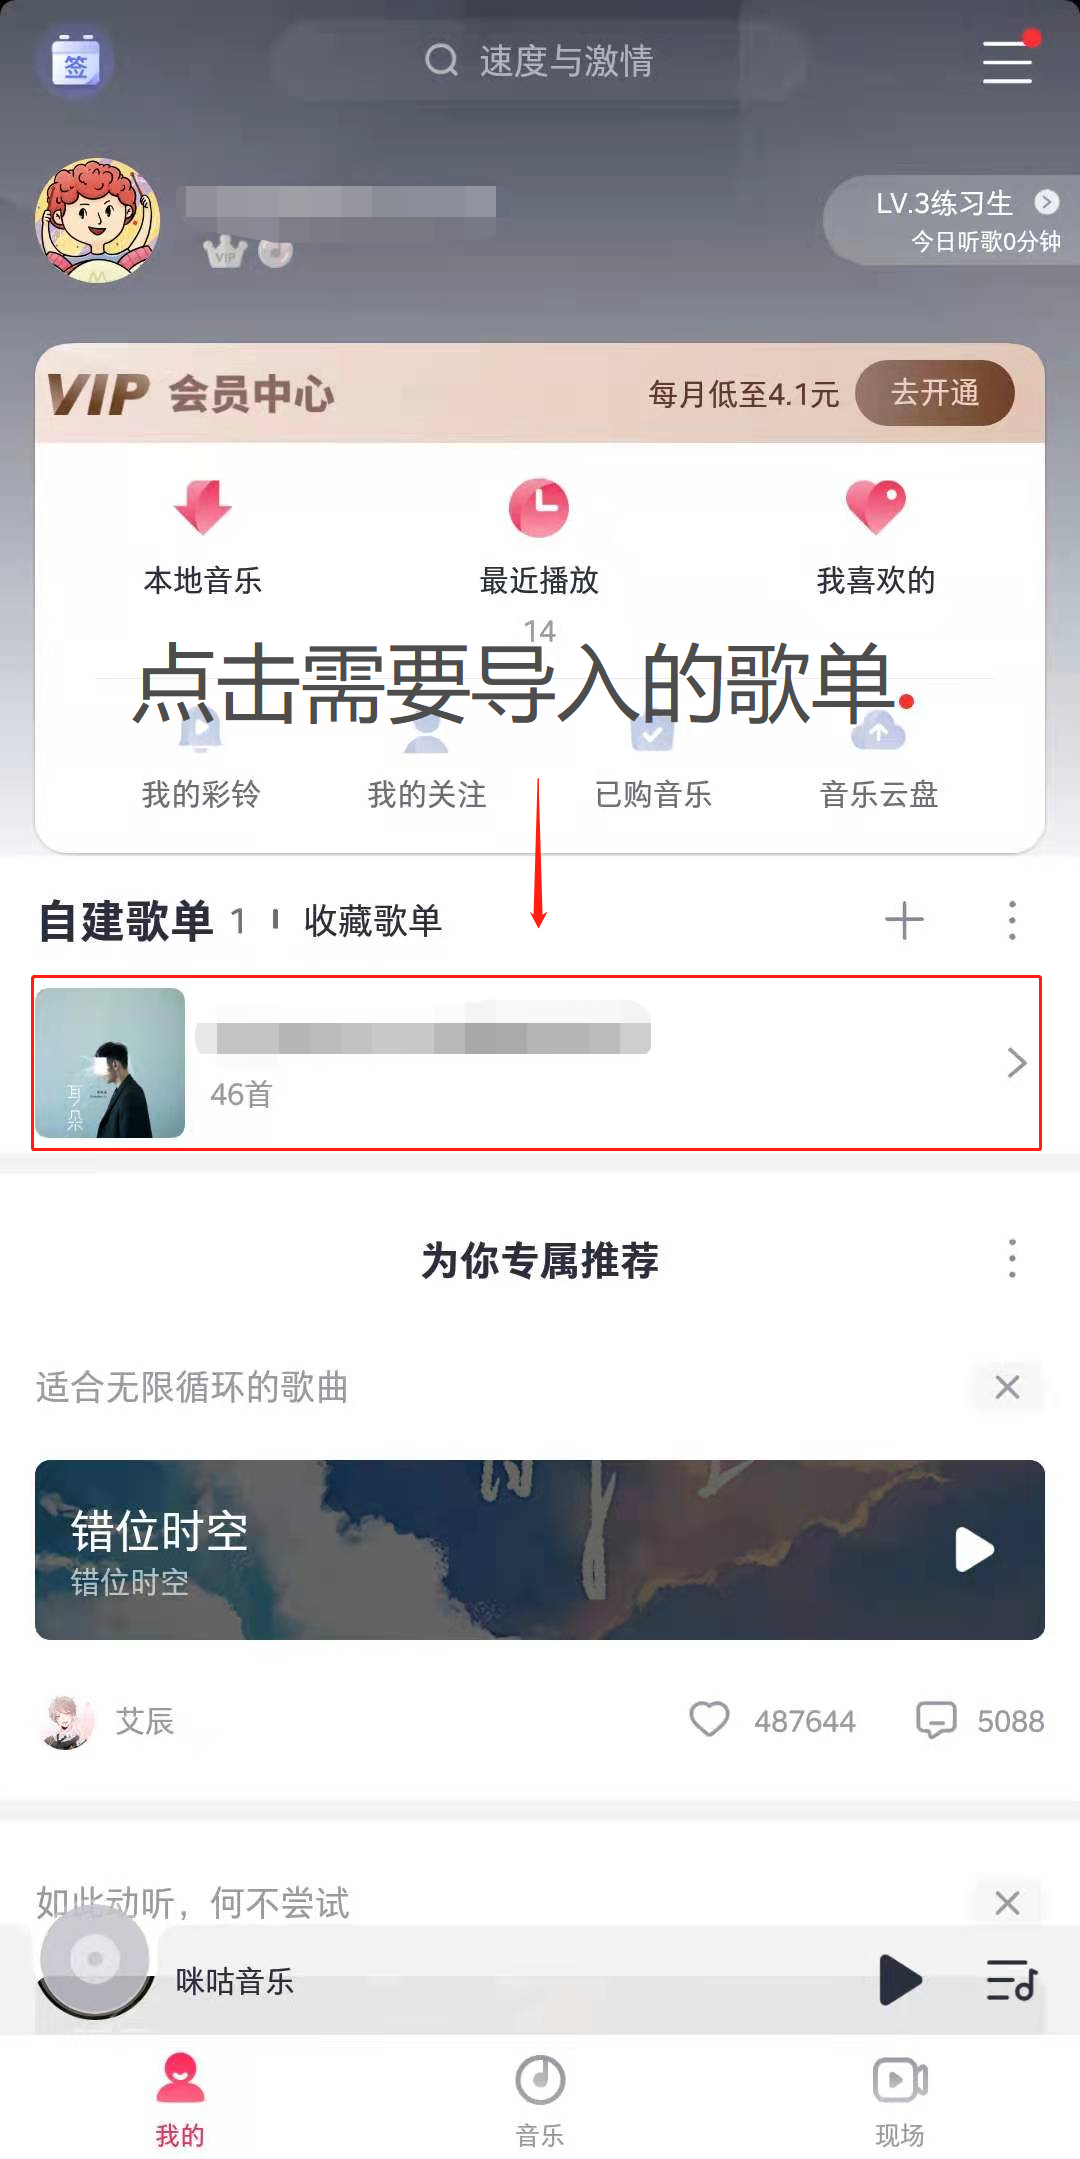 签
速度与激情
LV.3练习生
今日听歌0分钟
VIP
VIP 会员中心
每月低至4.1元
去开通
本地音乐
最近播放
我喜欢的
14
点击需要导入的歌单.
我的彩铃
我的关注
已购音乐
音乐云盘
自建歌单 1
收藏歌单
耳朵
46首
为你专属推荐
适合无限循环的歌曲
错位时空
错位时空
艾辰
487644
5088
如此动听，何不尝试
咪咕音乐
我的
音乐
现场